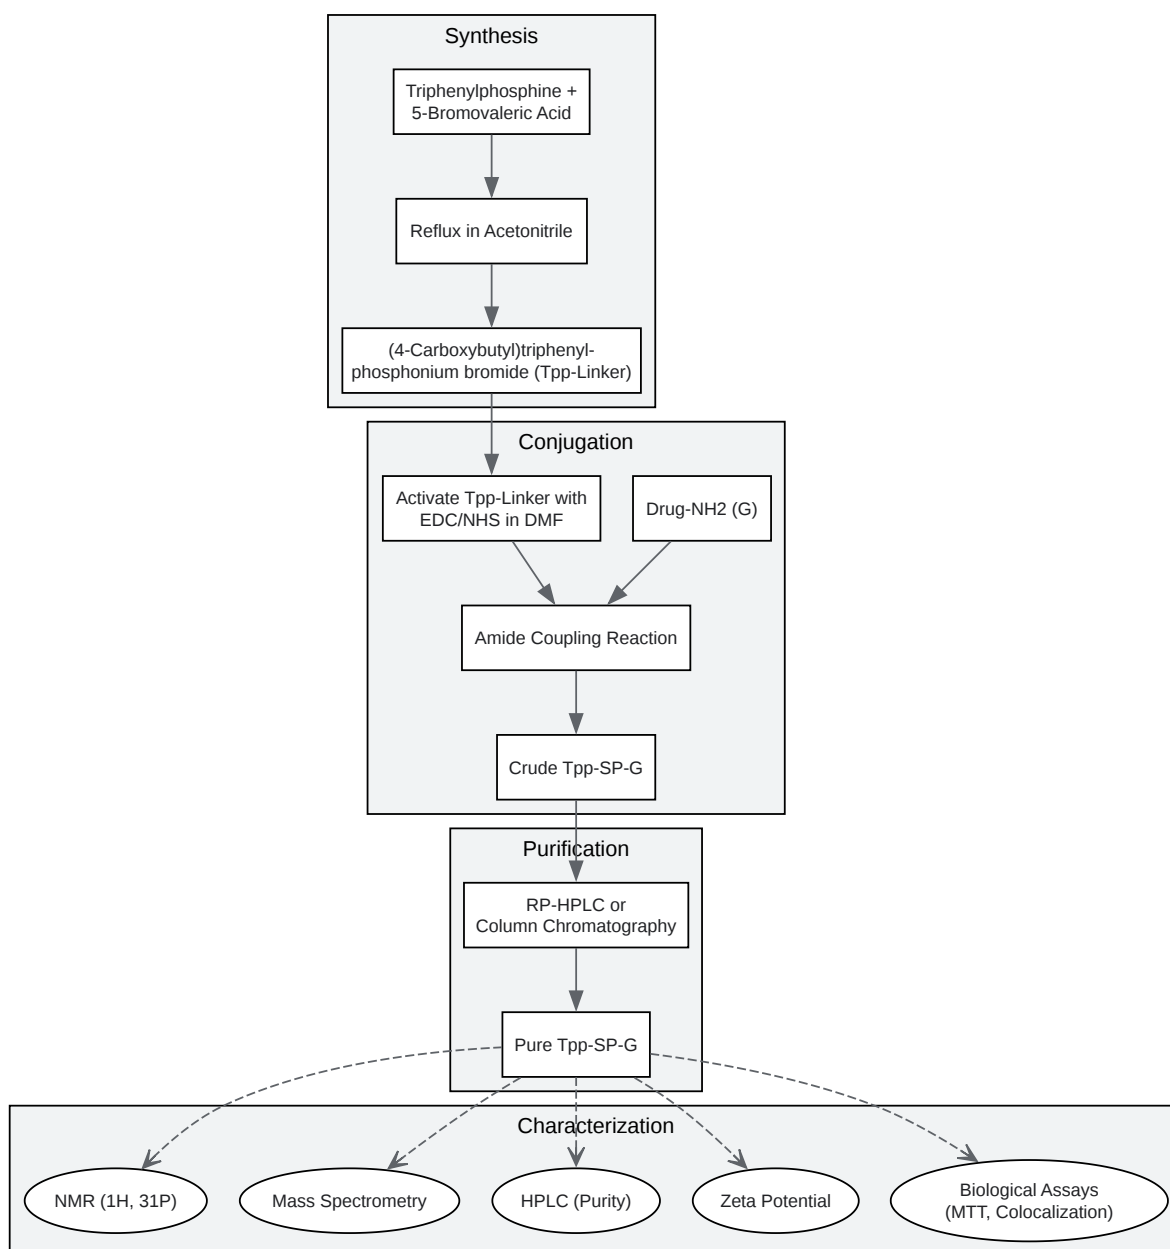 Synthesis
Triphenylphosphine +
5-Bromovaleric Acid
Reflux in Acetonitrile
(4-Carboxybutyl)triphenyl-
phosphonium bromide (Tpp-Linker)
Conjugation
Activate Tpp-Linker with
EDC/NHS in DMF
Drug-NH2 (G)
Amide Coupling Reaction
Crude Tpp-SP-G
Purification
RP-HPLC or
Column Chromatography
Pure Tpp-SP-G
Characterization
NMR (1H, 31P)
Mass Spectrometry
HPLC (Purity)
Zeta Potential
Biological Assays
(MTT, Colocalization)